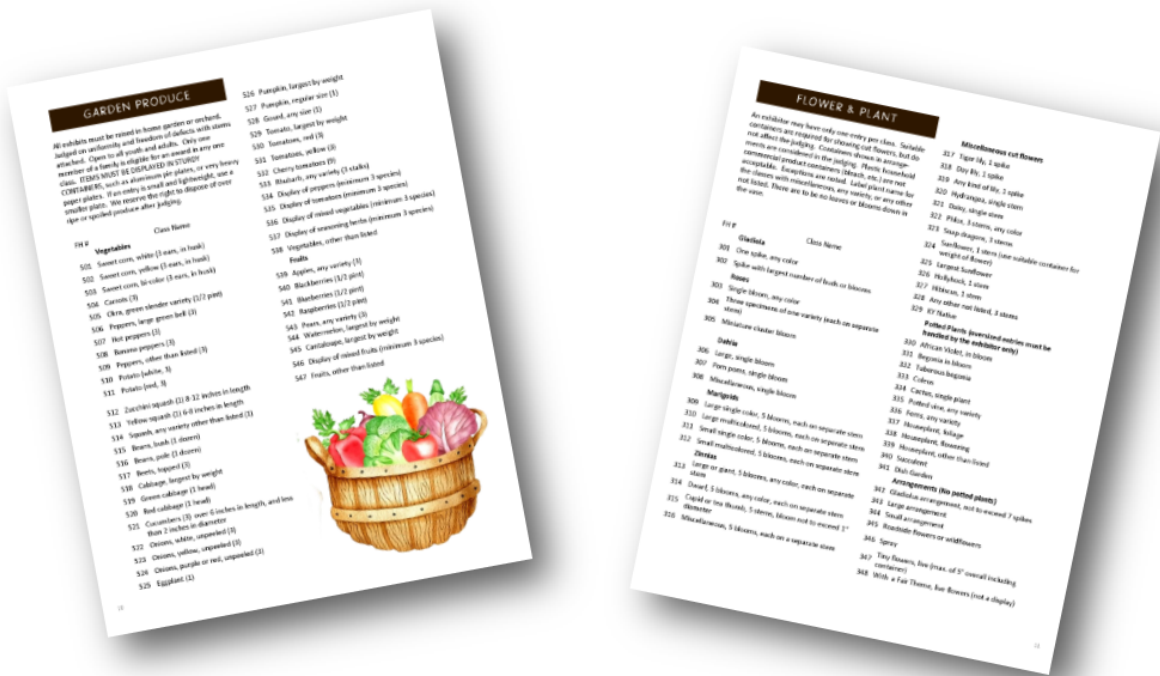 GARDEN PRODUCE
All exhibits must be raised in home garden or orchard.
Judged on uniformity and freedom of defects with stems
attached. Open to all youth and adults. Only one
member of a family is eligible for an award in any one
class. ITEMS MUST BE DISPLAYED IN STURDY
CONTAINERS, such as aluminum pie plates, or very heavy
paper plates. If an entry is small and lightweight, use a
smaller plate. We reserve the right to dispose of over
ripe or spoiled produce after judging.
FH # Class Name
Vegetables
501 Sweet corn, white (3 ears, in husk)
502 Sweet corn, yellow (3 ears, in husk)
503 Sweet corn, bi-color (3 ears, in husk)
504 Carrots (3)
505 Okra, green slender variety (1/2 pint)
506 Peppers, large green bell (3)
507 Hot peppers (3)
508 Banana peppers (3)
509 Peppers, other than listed (3)
510 Potato (white, 3)
511 Potato (red, 3)
512 Zucchini squash (1) 8-12 inches in length
513 Yellow squash (1) 6-8 inches in length
514 Squash, any variety other than listed (1)
515 Beans, bush (1 dozen)
516 Beans, pole (1 dozen)
517 Beets, topped (3)
518 Cabbage, largest by weight
519 Green cabbage (1 head)
520 Red cabbage (1 head)
521 Cucumbers (3) over 6 inches in length, and less
than 2 inches in diameter
522 Onions, white, unpeeled (3)
523 Onions, yellow, unpeeled (3)
524 Onions, purple or red, unpeeled (3)
525 Eggplant (1)
526 Pumpkin, largest by weight
527 Pumpkin, regular size (1)
528 Gourd, any size (1)
529 Tomato, largest by weight
530 Tomatoes, red (3)
531 Tomatoes, yellow (3)
532 Cherry tomatoes (9)
533 Rhubarb, any variety (3 stalks)
534 Display of peppers (minimum 3 species)
535 Display of tomatoes (minimum 3 species)
536 Display of mixed vegetables (minimum 3 species)
537 Display of seasoning herbs (minimum 3 species)
538 Vegetables, other than listed
Fruits
539 Apples, any variety (3)
540 Blackberries (1/2 pint)
541 Blueberries (1/2 pint)
542 Raspberries (1/2 pint)
543 Pears, any variety (3)
544 Watermelon, largest by weight
545 Cantaloupe, largest by weight
546 Display of mixed fruits (minimum 3 species)
547 Fruits, other than listed
FLOWER & PLANT
An exhibitor may have only one entry per class. Suitable
containers are required for showing cut flowers, but do
not affect the judging. Containers shown in arrange-
ments are considered in the judging. Plastic household
commercial product containers (bleach, etc.) are not
acceptable. Exceptions are noted. Label plant name for
the classes with miscellaneous, any variety, or any other
not listed. There are to be no leaves or blooms down in
the vase.
FH # Class Name
Gladiola
301 One spike, any color
302 Spike with largest number of buds or blooms
Roses
303 Single bloom, any color
304 Three specimens of one variety (each on separate
stem)
305 Miniature cluster bloom
Dahlia
306 Large, single bloom
307 Pom poms, single bloom
308 Miscellaneous, single bloom
Marigolds
309 Large single color, 5 blooms, each on separate stem
310 Large multicolored, 5 blooms, each on separate stem
311 Small single color, 5 blooms, each on separate stem
312 Small multicolored, 5 blooms, each on separate stem
Zinnias
313 Large or giant, 5 blooms, any color, each on separate
stem
314 Dwarf, 5 blooms, any color, each on separate stem
315 Cupid or tea thumb, 5 stems, bloom not to exceed 1"
diameter
316 Miscellaneous, 5 blooms, each on a separate stem
Miscellaneous cut flowers
317 Tiger lily, 1 spike
318 Day lily, 1 spike
319 Any kind of lily, 1 spike
320 Hydrangea, single stem
321 Daisy, single stem
322 Phlox, 3 stems, any color
323 Snap dragons, 3 stems
324 Sunflower, 1 stem (use suitable container for
weight of flower)
325 Largest Sunflower
326 Hollyhock, 1 stem
327 Hibiscus, 1 stem
328 Any other not listed, 3 stems
329 KY Native
Potted Plants (oversized entries must be
handled by the exhibitor only)
330 African Violet, in bloom
331 Begonia in bloom
332 Tuberous begonia
333 Coleus
334 Cactus, single plant
335 Potted vine, any variety
336 Ferns, any variety
337 Houseplant, foliage
338 Houseplant, flowering
339 Houseplant, other than listed
340 Succulent
341 Dish Garden
Arrangements (No potted plants)
342 Gladiolus arrangement, not to exceed 7 spikes
343 Large arrangement
344 Small arrangement
345 Roadside flowers or wildflowers
346 Spray
347 Tiny flowers, live (max. of 5" overall including
container)
348 With a Fair Theme, live flowers (not a display)